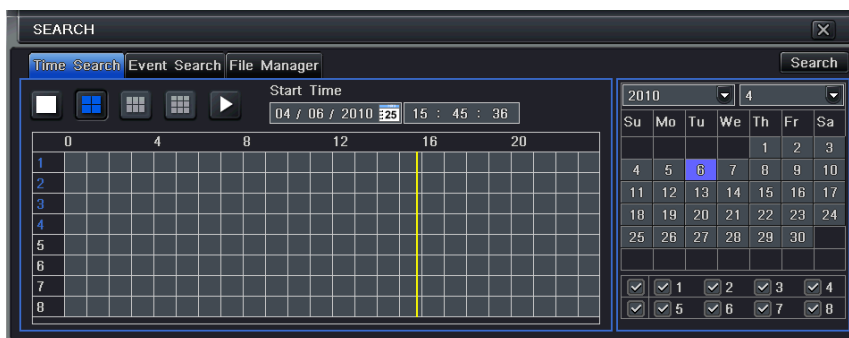 SEARCH
Time Search Event Search File Manager Search
Start Time
04 / 06 / 2010 25 15 : 45 : 36
0 4 8 12 16 20
1
2
3
4
5
6
7
8
2010 4
Su Mo Tu We Th Fr Sa
1 2 3
4 5 6 7 8 9 10
11 12 13 14 15 16 17
18 19 20 21 22 23 24
25 26 27 28 29 30
1 2 3 4
5 6 7 8